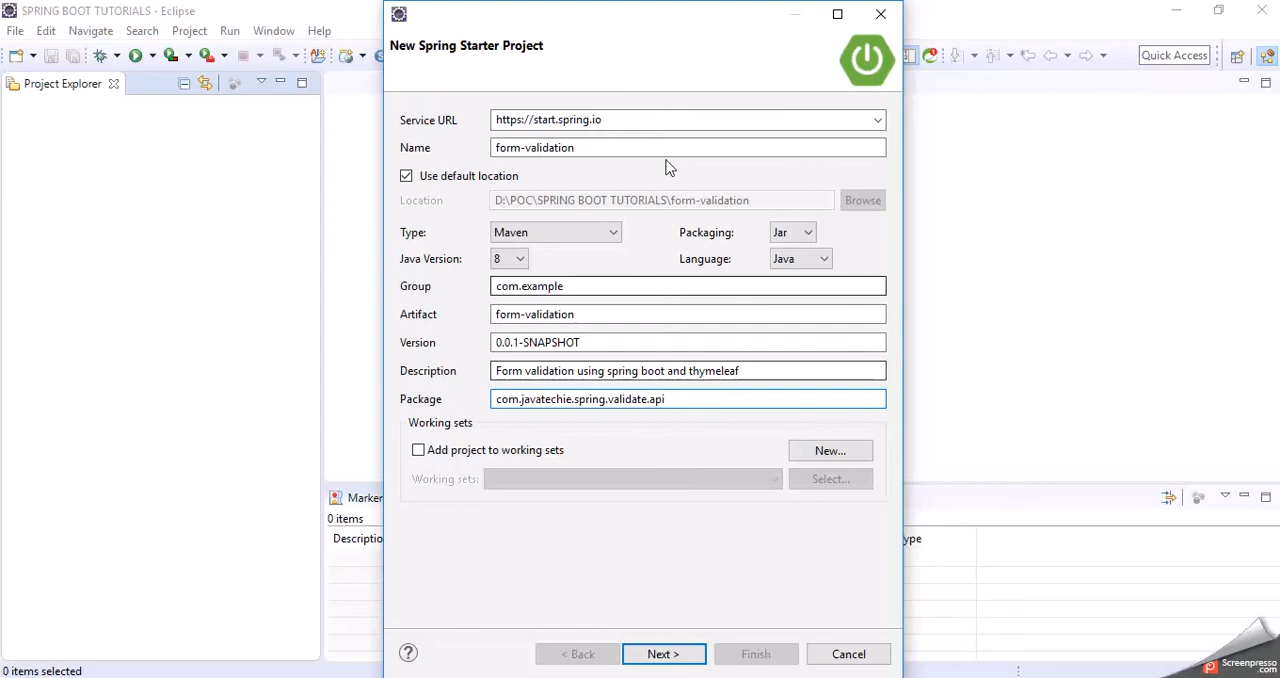 SPRING BOOT TUTORIALS - Eclipse
File Edit Navigate Search Project Run Window Help
Quick Access
Project Explorer
New Spring Starter Project
Service URL https://start.spring.io
Name form-validation
Use default location
Location D:\POC\SPRING BOOT TUTORIALS\form-validation Browse
Type: Maven Packaging: Jar
Java Version: 8 Language: Java
Group com.example
Artifact form-validation
Version 0.0.1-SNAPSHOT
Description Form validation using spring boot and thymeleaf
Package com.javatechie.spring.validate.api
Working sets
Add project to working sets New...
Working sets: Select...
Marker
0 items
Descriptio ype
? < Back Next > Finish Cancel
0 items selected
Screenpresso
.com